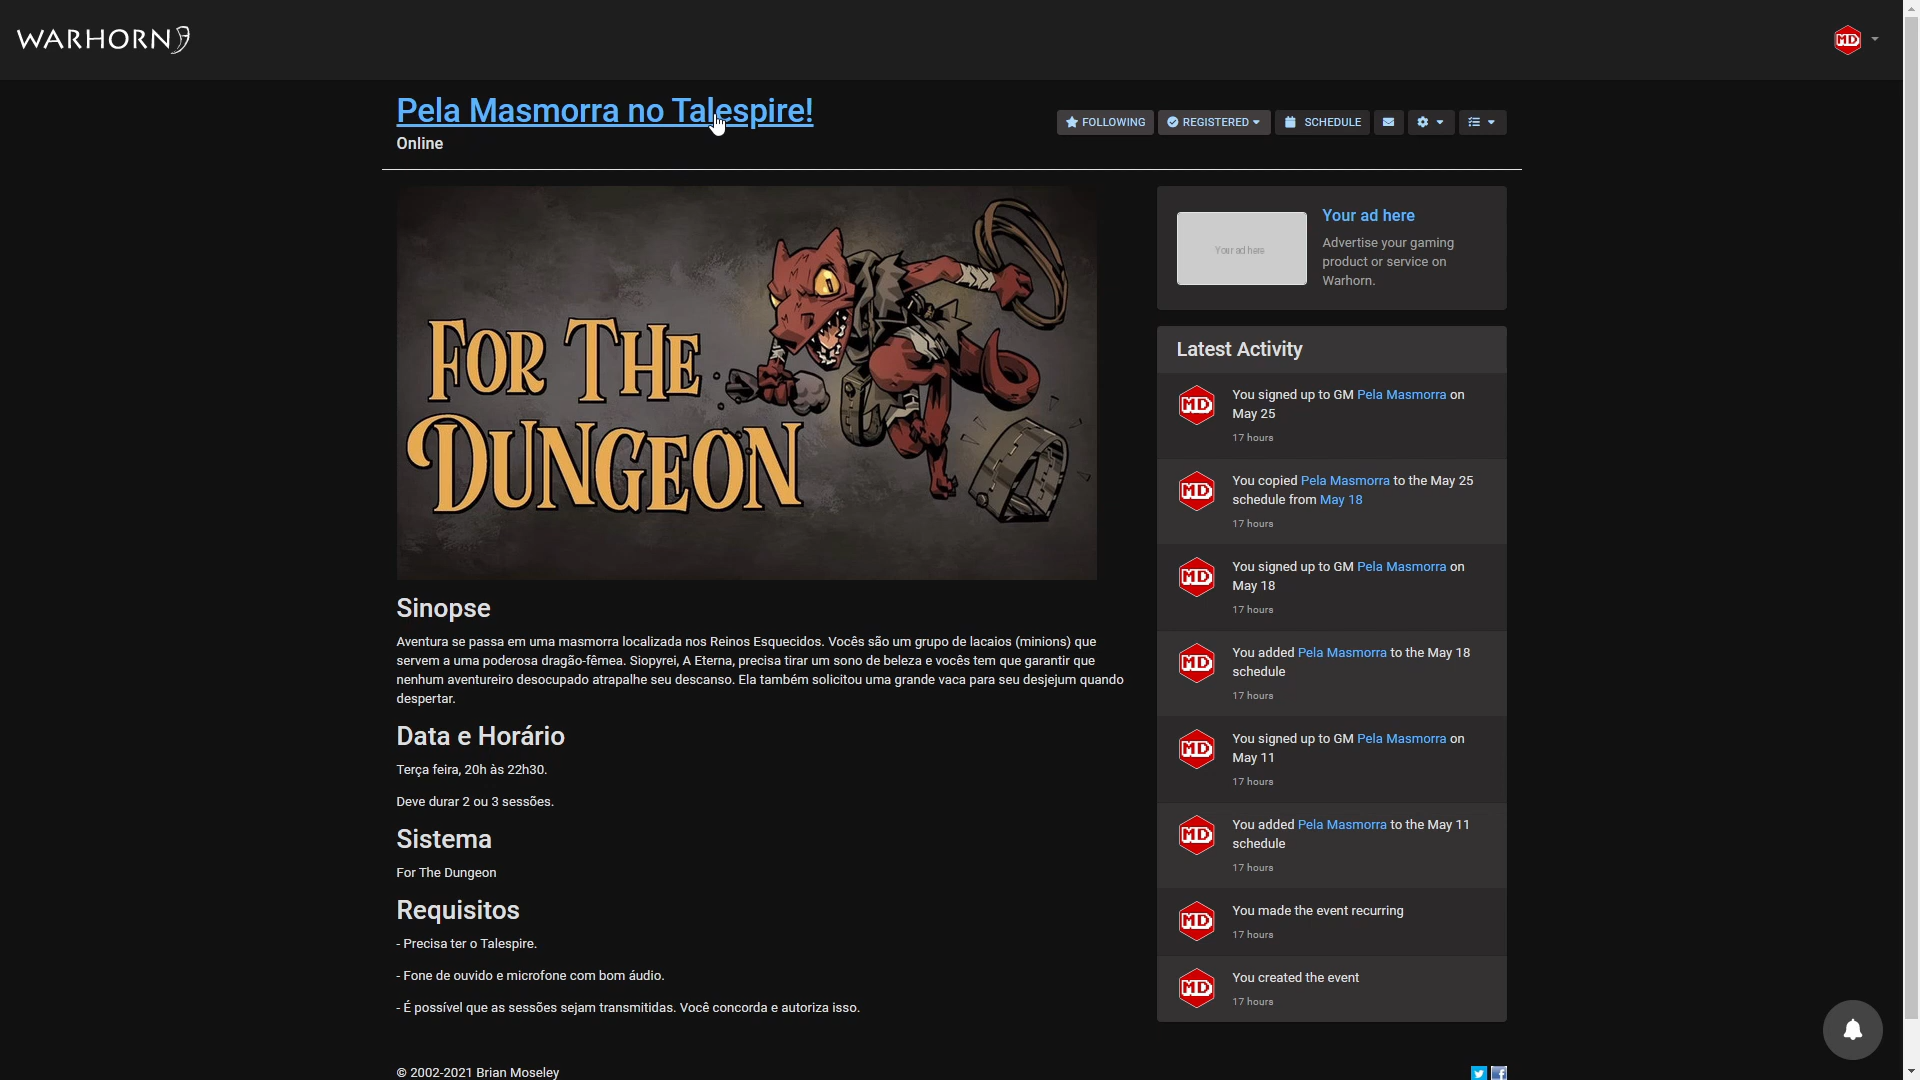 WARHORN
MD
Pela Masmorra no Talespire!
Online
FOLLOWING
REGISTERED
SCHEDULE
FOR THE
DUNGEON
Sinopse
Aventura se passa em uma masmorra localizada nos Reinos Esquecidos. Vocês são um grupo de lacaios (minions) que
servem a uma poderosa dragão-fêmea. Siopyrei, A Eterna, precisa tirar um sono de beleza e vocês tem que garantir que
nenhum aventureiro desocupado atrapalhe seu descanso. Ela também solicitou uma grande vaca para seu desjejum quando
despertar.
Data e Horário
Terça feira, 20h às 22h30.
Deve durar 2 ou 3 sessões.
Sistema
For The Dungeon
Requisitos
- Precisa ter o Talespire.
- Fone de ouvido e microfone com bom áudio.
- É possível que as sessões sejam transmitidas. Você concorda e autoriza isso.
Your ad here
Your ad here
Advertise your gaming
product or service on
Warhorn.
Latest Activity
MD
You signed up to GM Pela Masmorra on
May 25
17 hours
MD
You copied Pela Masmorra to the May 25
schedule from May 18
17 hours
MD
You signed up to GM Pela Masmorra on
May 18
17 hours
MD
You added Pela Masmorra to the May 18
schedule
17 hours
MD
You signed up to GM Pela Masmorra on
May 11
17 hours
MD
You added Pela Masmorra to the May 11
schedule
17 hours
MD
You made the event recurring
17 hours
MD
You created the event
17 hours
© 2002-2021 Brian Moseley